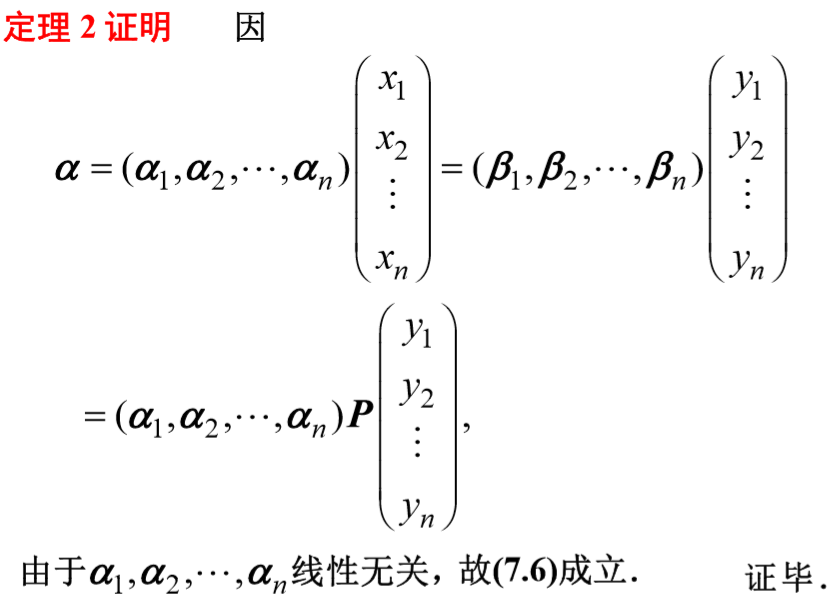 定理 2 证明 因
$\boldsymbol{\alpha} = (\boldsymbol{\alpha}_1, \boldsymbol{\alpha}_2, \cdots, \boldsymbol{\alpha}_n) \begin{pmatrix} x_1 \\ x_2 \\ \vdots \\ x_n \end{pmatrix} = (\boldsymbol{\beta}_1, \boldsymbol{\beta}_2, \cdots, \boldsymbol{\beta}_n) \begin{pmatrix} y_1 \\ y_2 \\ \vdots \\ y_n \end{pmatrix}$
$= (\boldsymbol{\alpha}_1, \boldsymbol{\alpha}_2, \cdots, \boldsymbol{\alpha}_n) \boldsymbol{P} \begin{pmatrix} y_1 \\ y_2 \\ \vdots \\ y_n \end{pmatrix},$
由于$\boldsymbol{\alpha}_1, \boldsymbol{\alpha}_2, \cdots, \boldsymbol{\alpha}_n$线性无关，故(7.6)成立. 证毕.